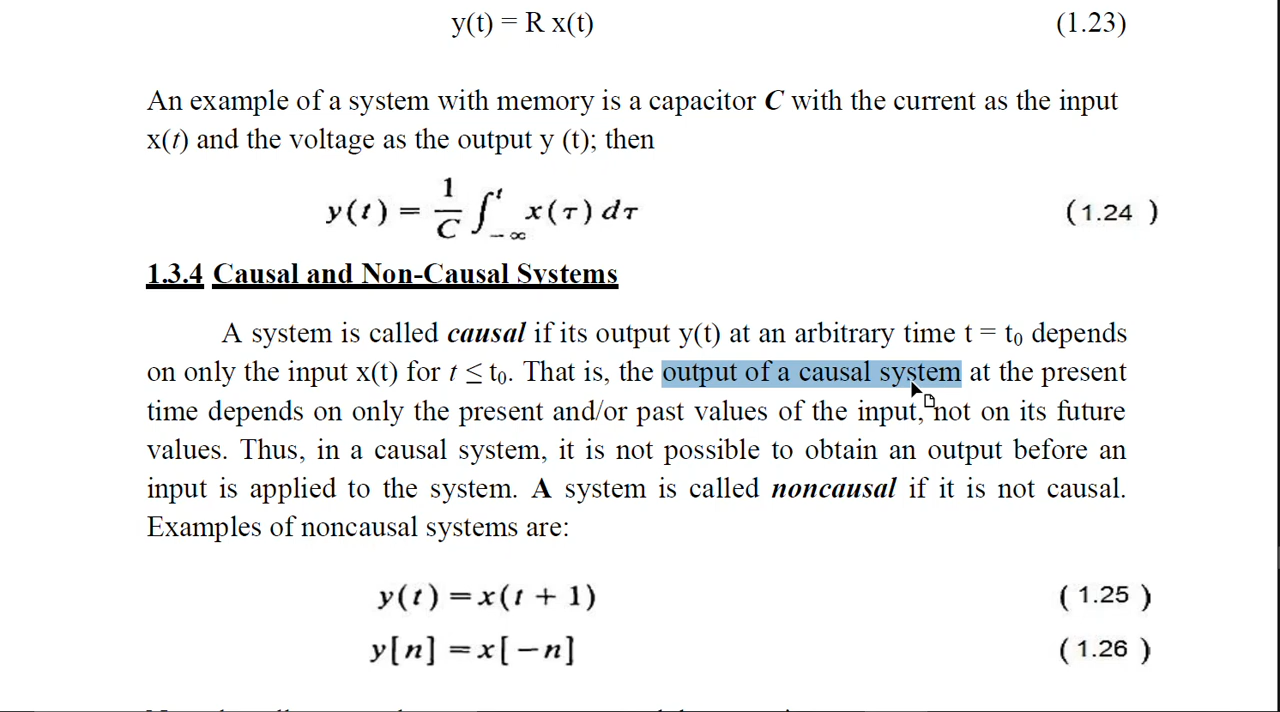 y(t) = R x(t) (1.23)
An example of a system with memory is a capacitor C with the current as the input
x(t) and the voltage as the output y (t); then
y(t) = 1/C ∫_{-∞}^{t} x(τ) dτ (1.24 )
1.3.4 Causal and Non-Causal Systems
A system is called causal if its output y(t) at an arbitrary time t = t₀ depends
on only the input x(t) for t ≤ t₀. That is, the output of a causal system at the present
time depends on only the present and/or past values of the input, not on its future
values. Thus, in a causal system, it is not possible to obtain an output before an
input is applied to the system. A system is called noncausal if it is not causal.
Examples of noncausal systems are:
y(t) = x(t + 1) ( 1.25 )
y[n] = x[−n] ( 1.26 )